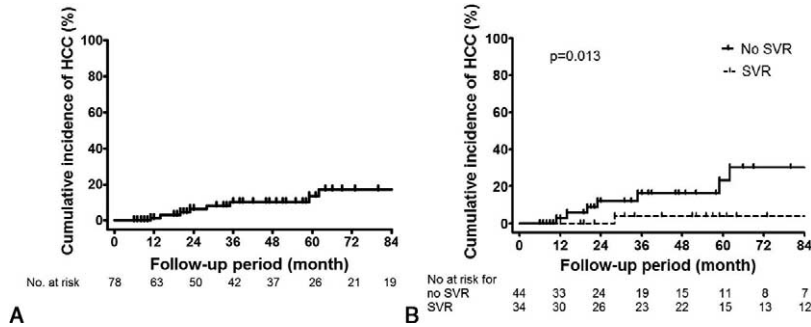 Cumulative incidence of HCC (%)
100
80
60
40
20
0
0 12 24 36 48 60 72 84
Follow-up period (month)
No. at risk 78 63 50 42 37 26 21 19
A
Cumulative incidence of HCC (%)
100
80
60
40
20
0
p=0.013
No SVR
SVR
0 12 24 36 48 60 72 84
Follow-up period (month)
No at risk for
no SVR 44 33 24 19 15 11 8 7
SVR 34 30 26 23 22 15 13 12
B